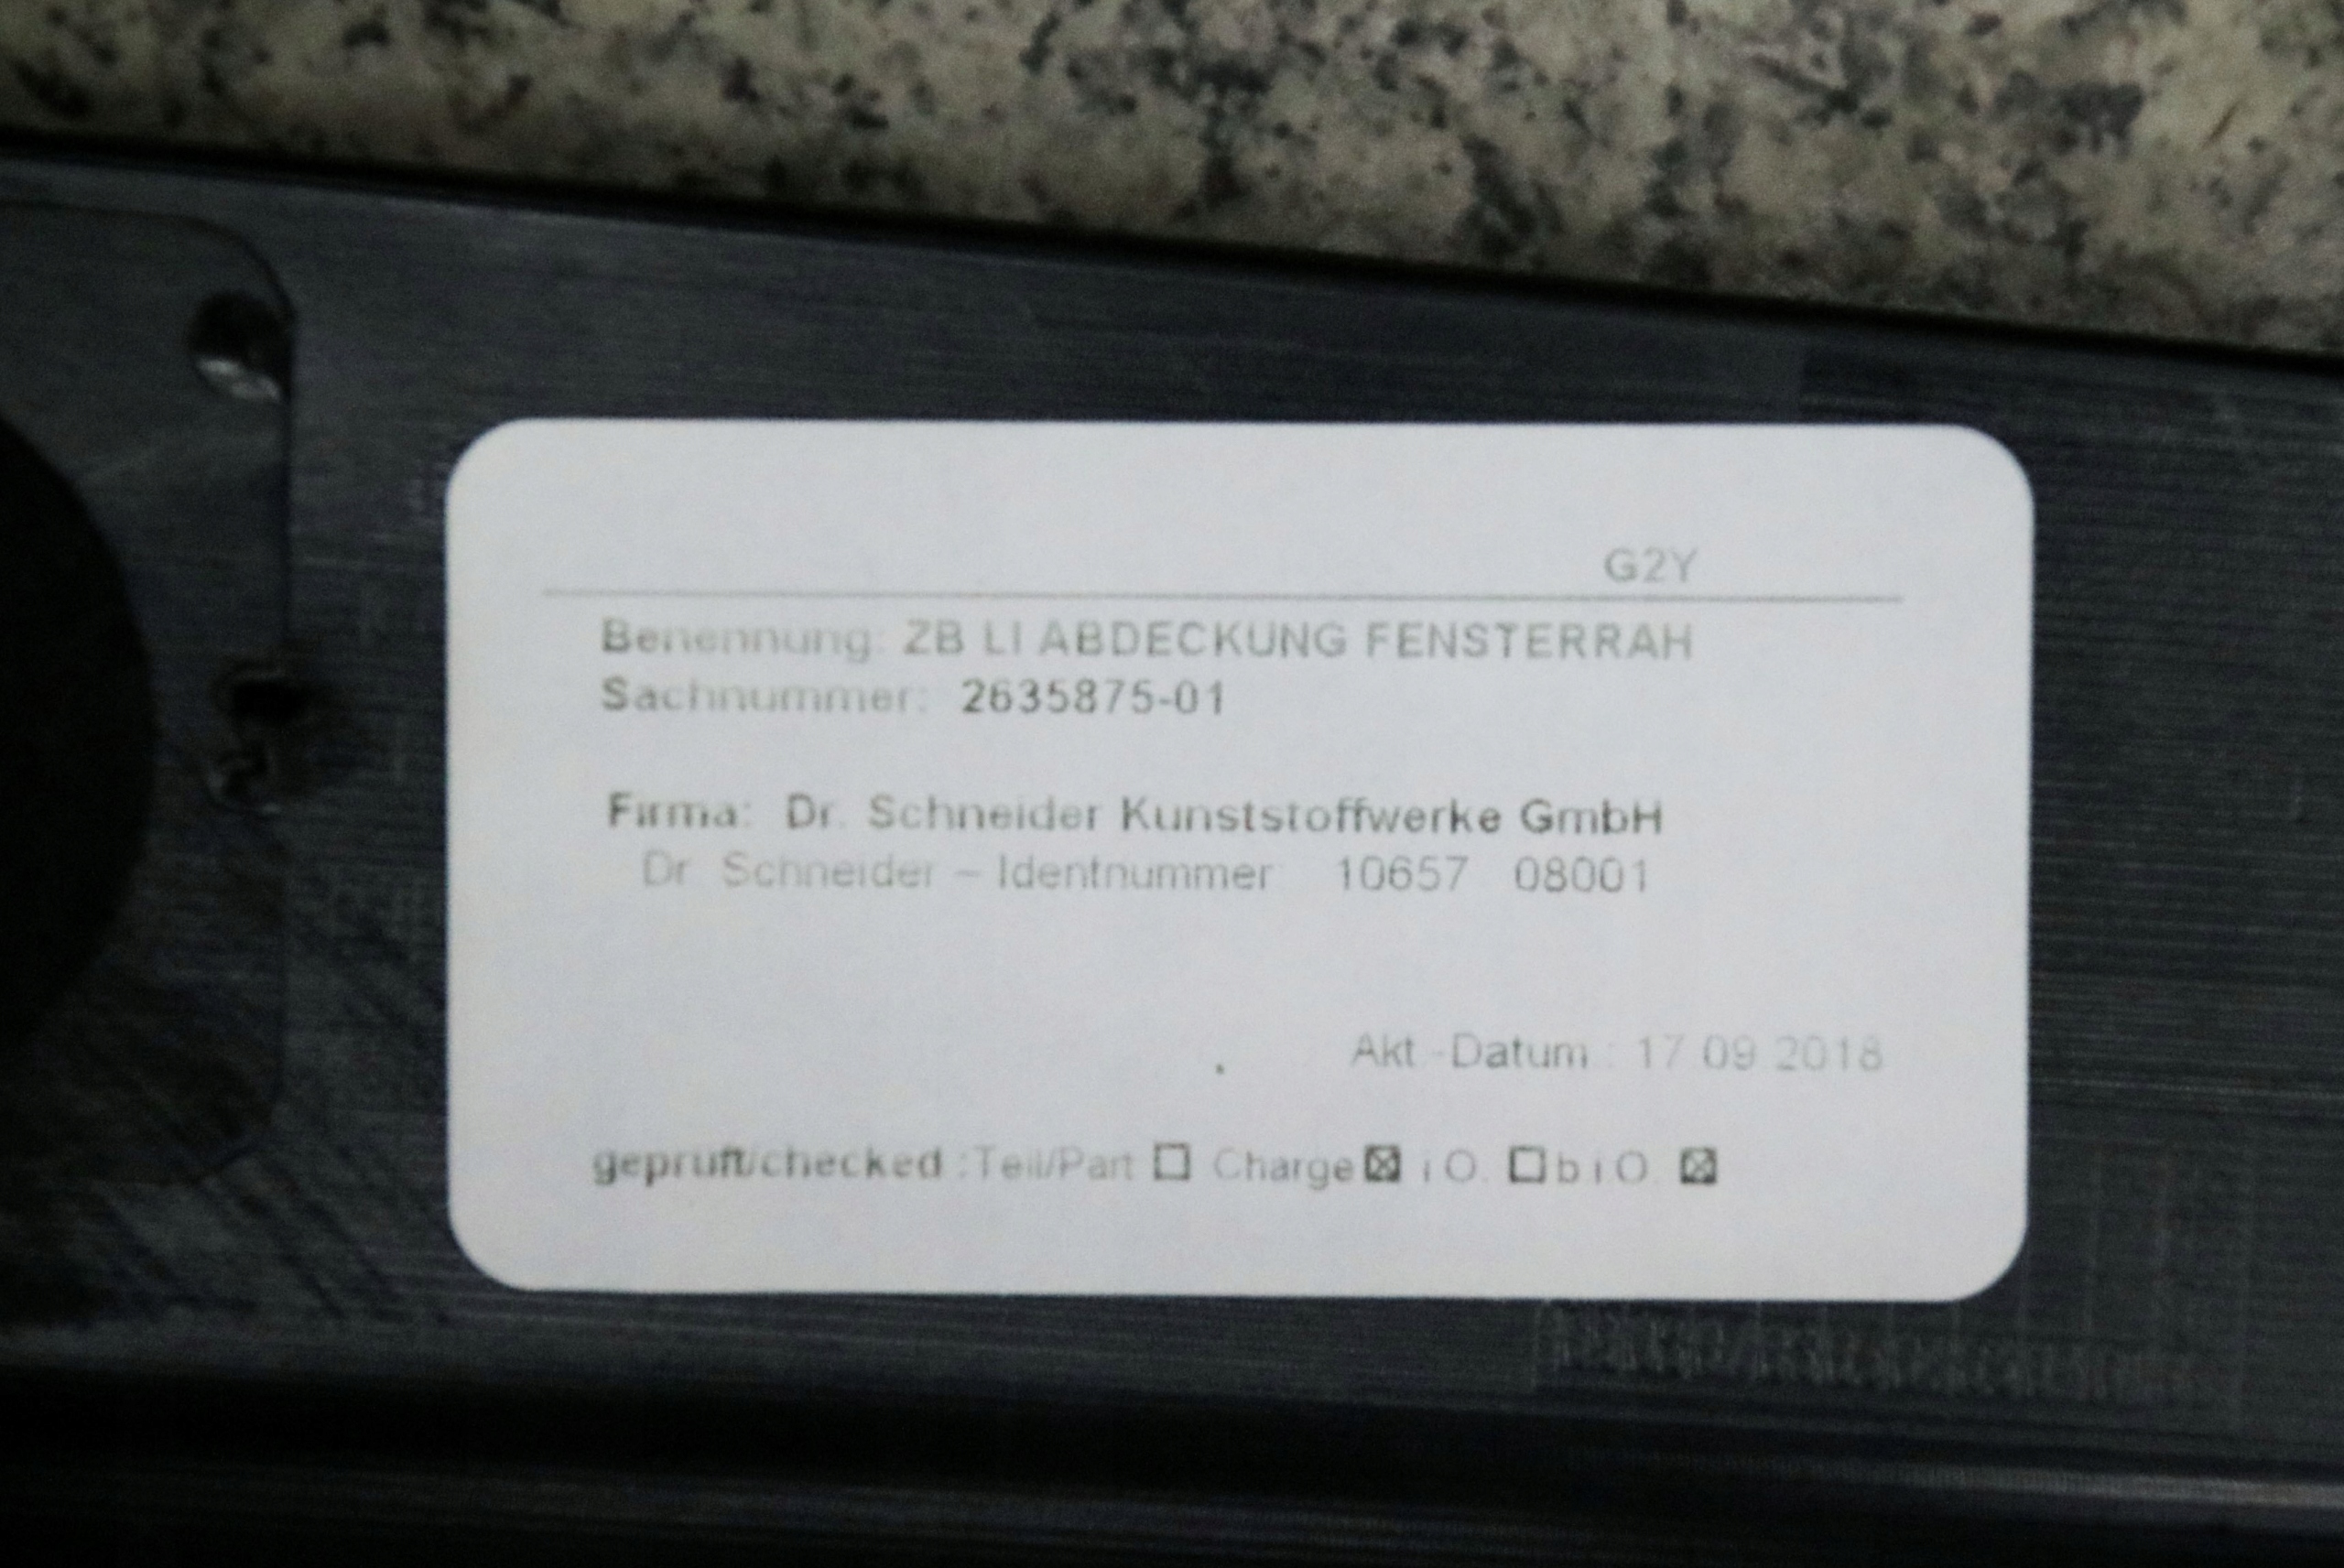 G2Y
Benennung: ZB LI ABDECKUNG FENSTERRAH
Sachnummer: 2635875-01
Firma: Dr. Schneider Kunststoffwerke GmbH
Dr Schneider – Identnummer 10657 08001
Akt.-Datum : 17 09 2018
geprüft/checked :Teil/Part ☐ Charge ☒ i.O. ☐ b.i.O. ☒